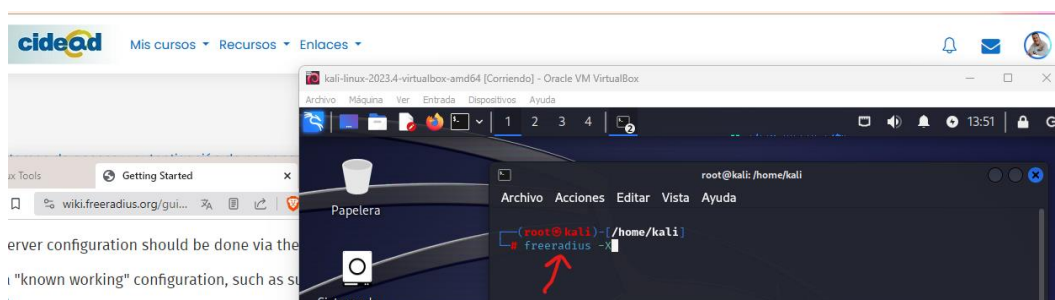 cidead Mis cursos Recursos Enlaces
kali-linux-2023.4-virtualbox-amd64 [Corriendo] - Oracle VM VirtualBox
Archivo Máquina Ver Entrada Dispositivos Ayuda
1 2 3 4 2 13:51
Tools Getting Started
root@kali: /home/kali
Archivo Acciones Editar Vista Ayuda
wiki.freeradius.org/gui...
Papelera
(root㉿kali)-[/home/kali]
# freeradius -X
erver configuration should be done via the
"known working" configuration, such as